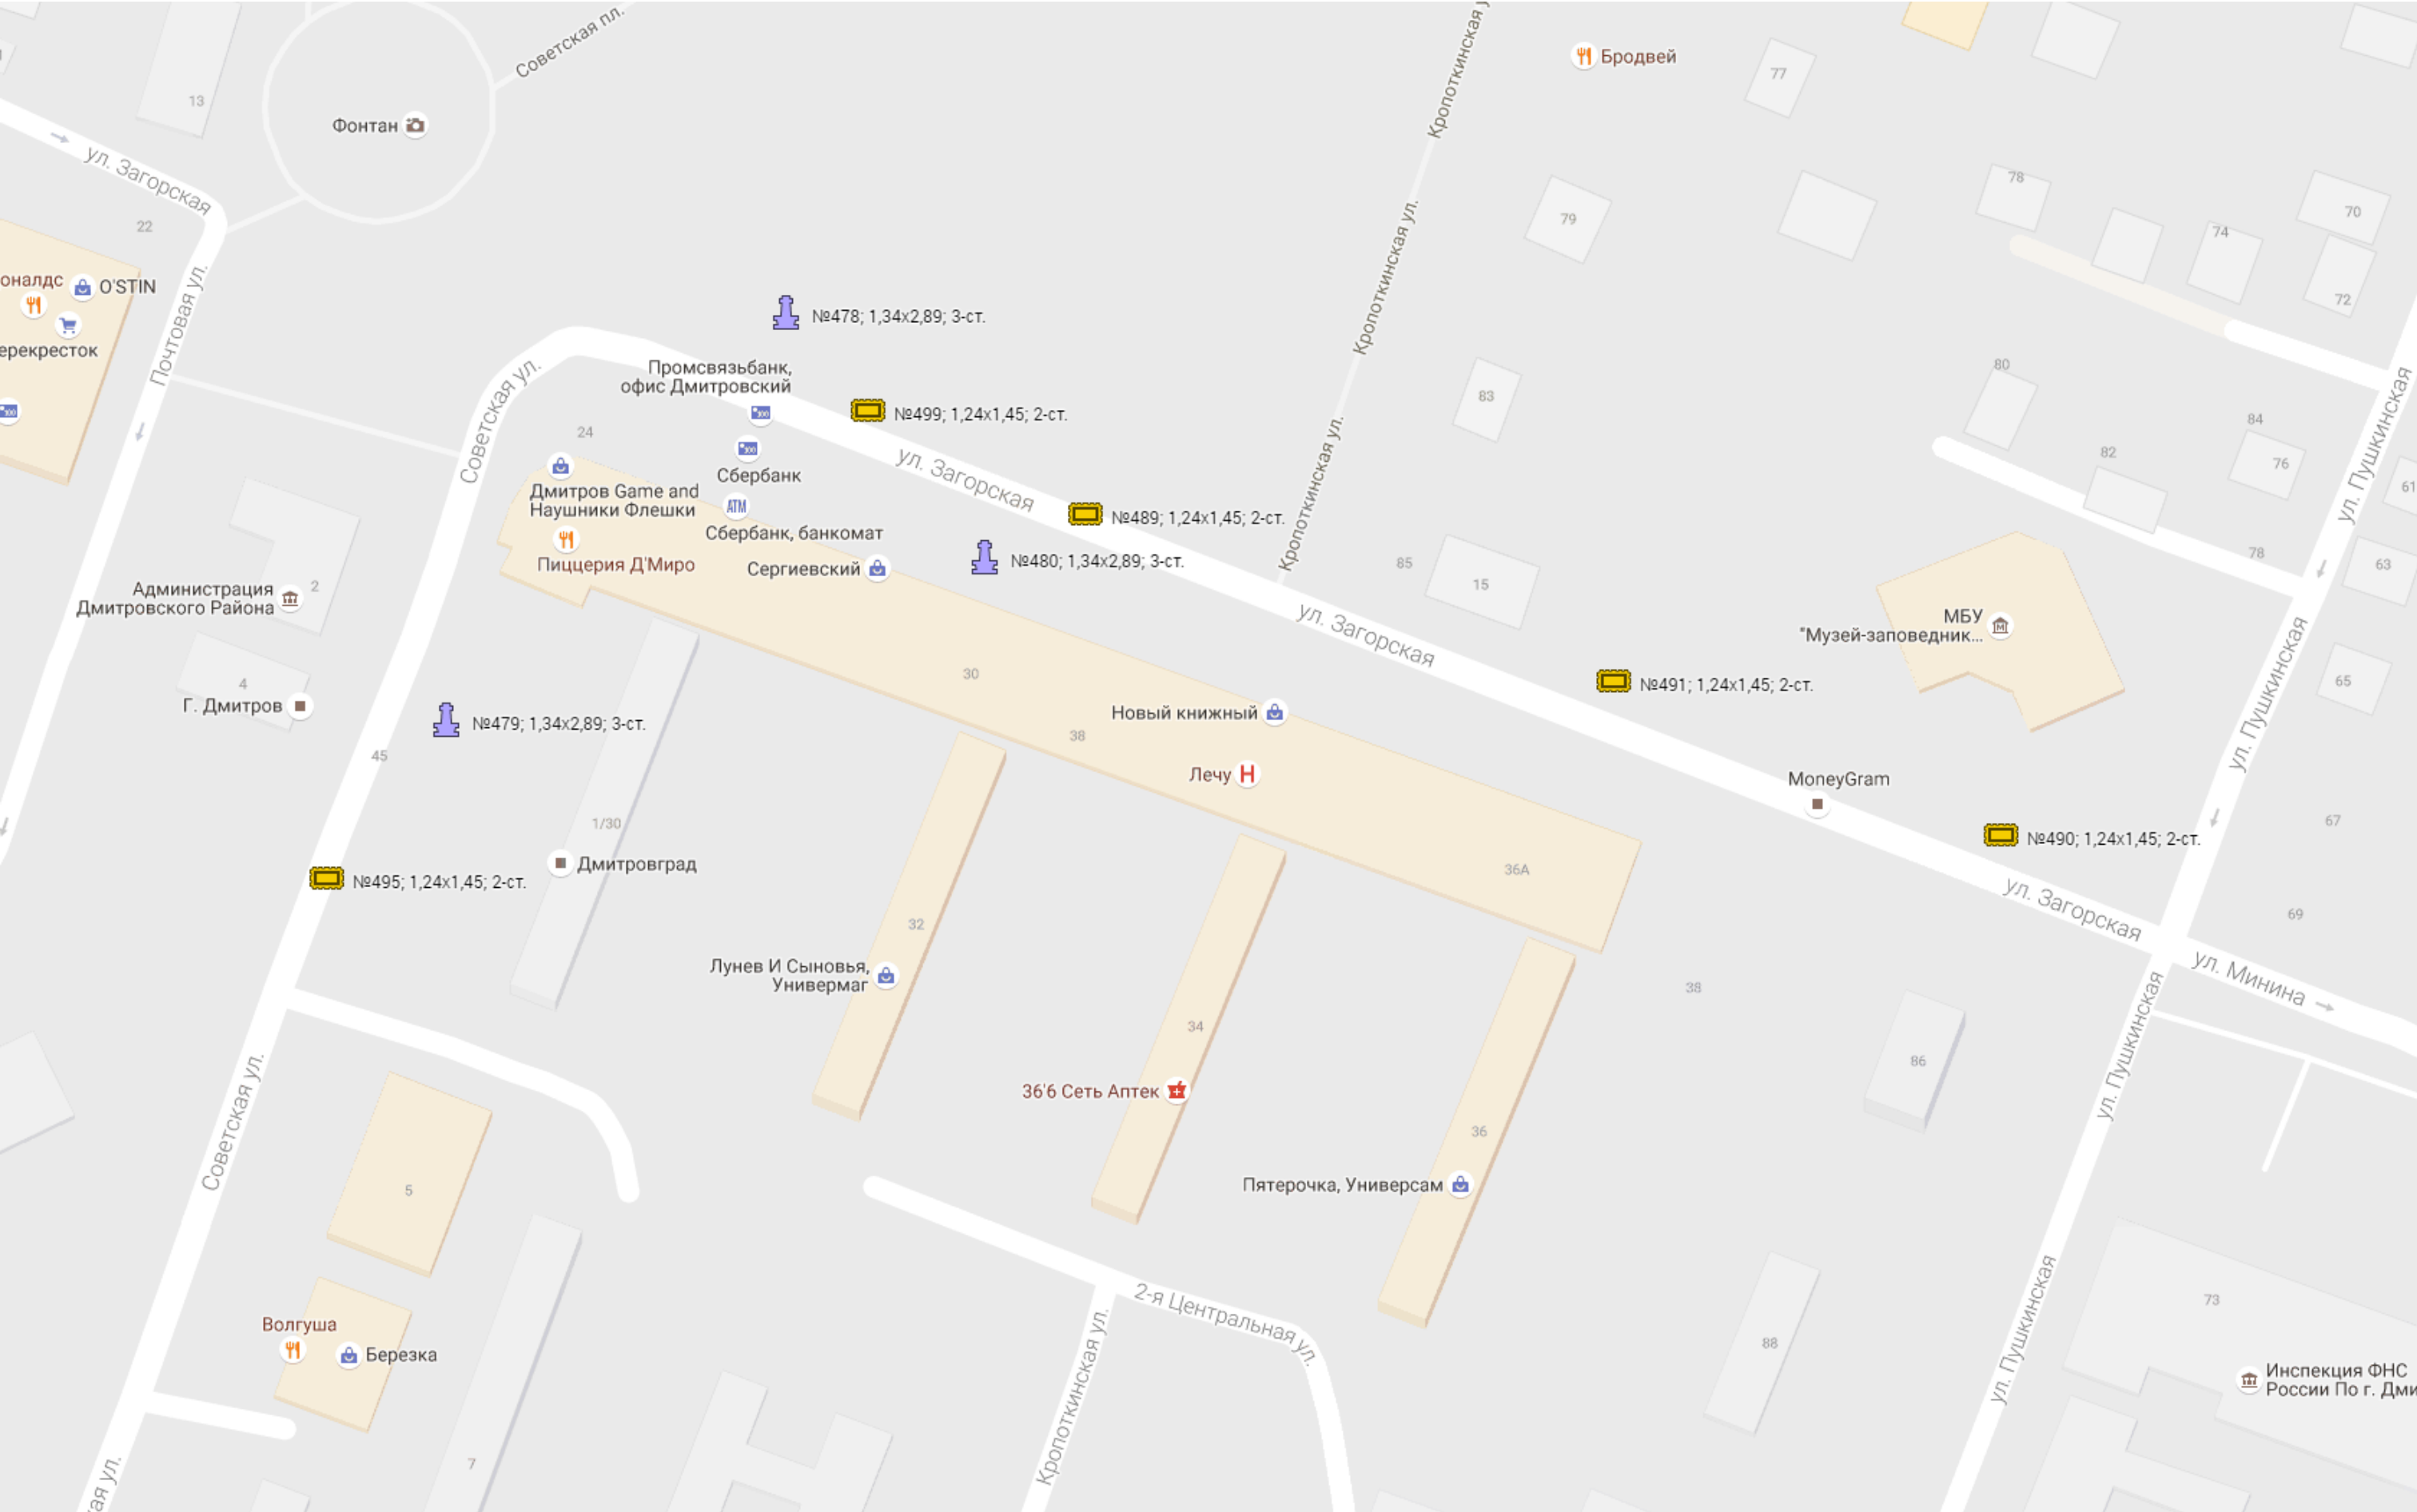 Советская пл.
Кропоткинская у
Бродвей
77
13
Фонтан
ул. Загорская
22
79
78
70
74
72
оналдс
O'STIN
ерекресток
Почтовая ул.
Кропоткинская ул.
Кропоткинская ул.
№478; 1,34x2,89; 3-ст.
Промсвязьбанк,
офис Дмитровский
№499; 1,24x1,45; 2-ст.
Советская ул.
24
83
80
84
82
76
61
ул. Пушкинская
Сбербанк
ул. Загорская
Дмитров Game and
Наушники Флешки
ATM
Сбербанк, банкомат
№489; 1,24x1,45; 2-ст.
Пиццерия Д'Миро
Сергиевский
№480; 1,34x2,89; 3-ст.
85
15
78
63
Администрация
Дмитровского Района
2
МБУ
"Музей-заповедник...
ул. Загорская
ул. Пушкинская
4
Г. Дмитров
30
65
№491; 1,24x1,45; 2-ст.
Новый книжный
№479; 1,34x2,89; 3-ст.
38
45
Лечу
MoneyGram
1/30
67
№490; 1,24x1,45; 2-ст.
Дмитровград
36А
№495; 1,24x1,45; 2-ст.
ул. Загорская
69
32
Лунев И Сыновья,
Универмаг
38
ул. Минина
34
86
ул. Пушкинская
36'6 Сеть Аптек
Советская ул.
36
5
Пятерочка, Универсам
2-я Центральная ул.
Волгуша
Березка
73
88
Кропоткинская ул.
ул. Пушкинская
Инспекция ФНС
России По г. Дми
7
ая ул.